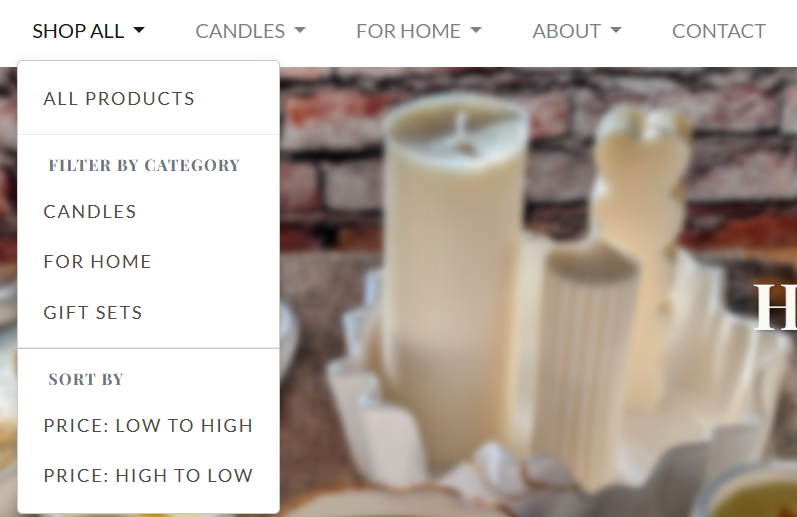 SHOP ALL CANDLES FOR HOME ABOUT CONTACT
ALL PRODUCTS
FILTER BY CATEGORY
CANDLES
FOR HOME
GIFT SETS
H
SORT BY
PRICE: LOW TO HIGH
PRICE: HIGH TO LOW